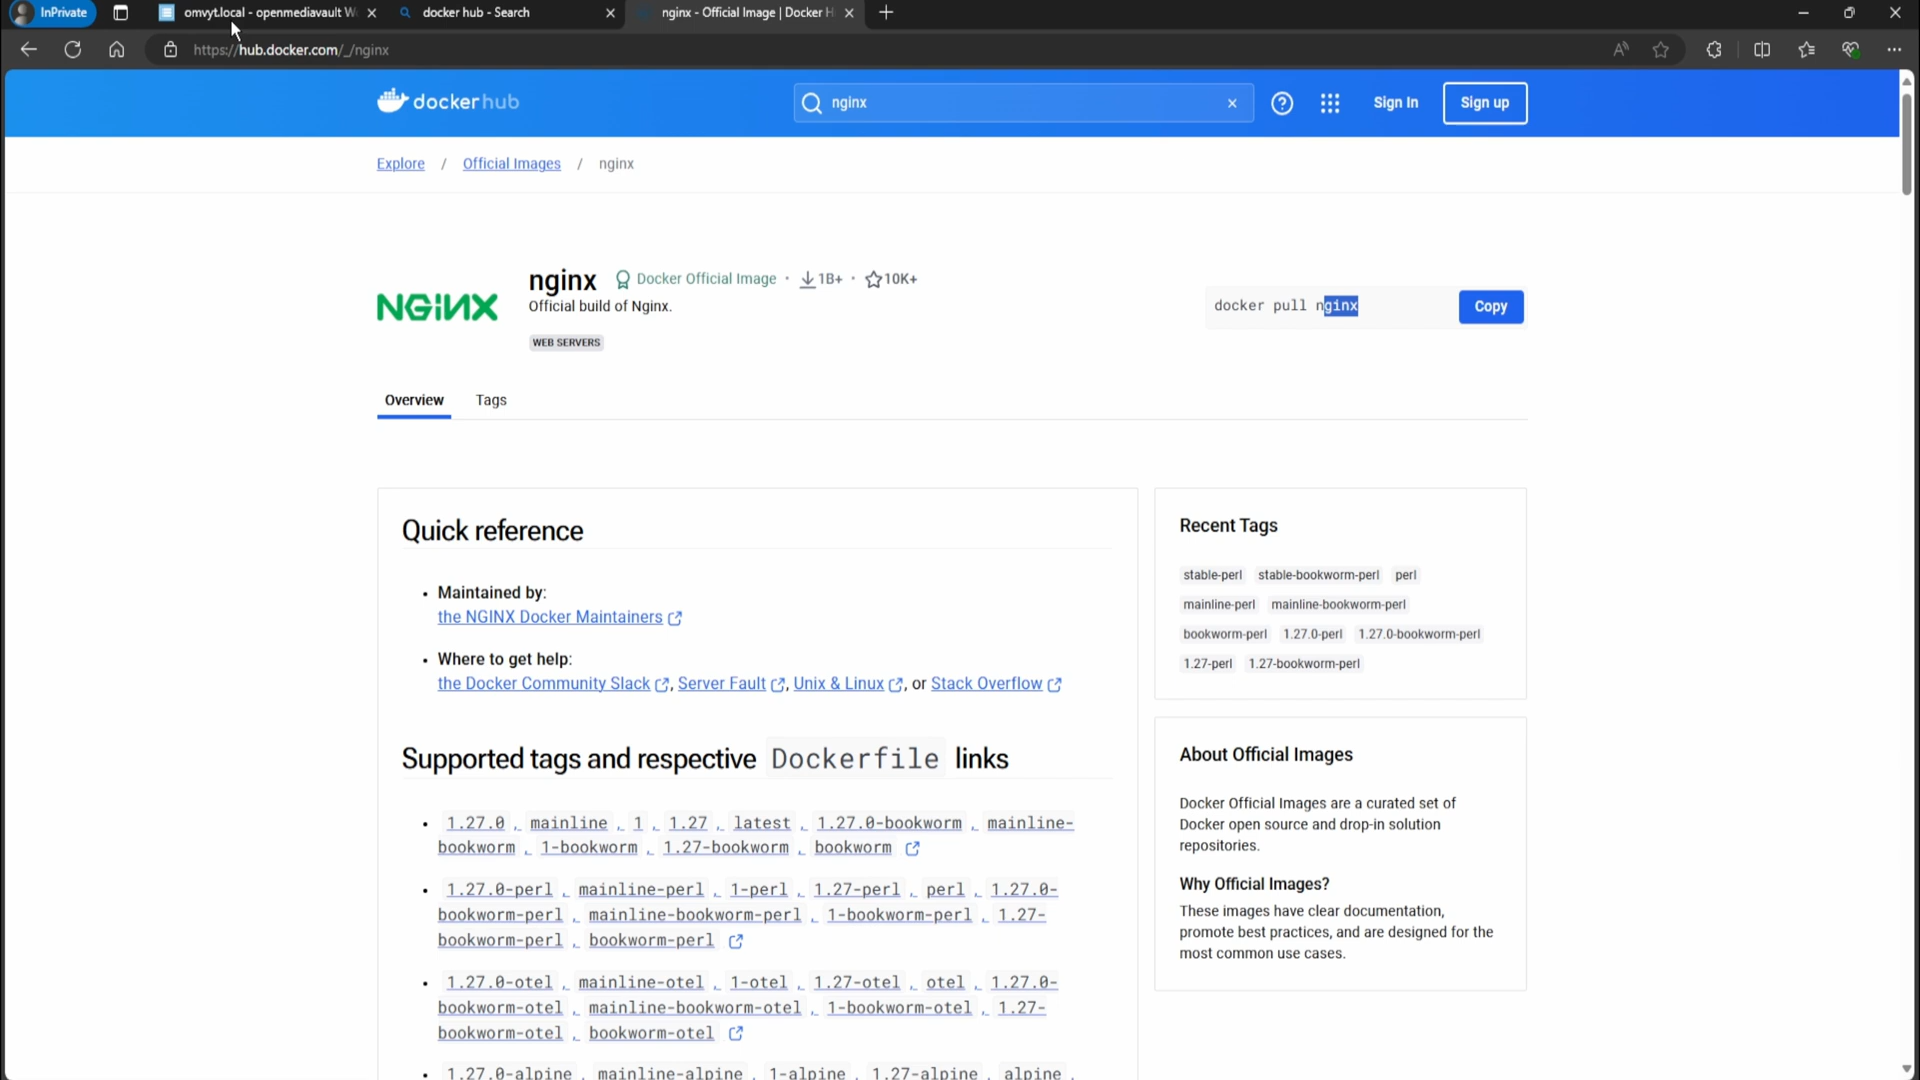 InPrivate omvyt.local - openmediavault W docker hub - Search nginx - Official Image | Docker H
https://hub.docker.com/_/nginx
dockerhub nginx Sign In Sign up
Explore / Official Images / nginx
nginx Docker Official Image · 1B+ · 10K+
NGINX
Official build of Nginx.
docker pull nginx Copy
WEB SERVERS
Overview Tags
Quick reference
• Maintained by:
the NGINX Docker Maintainers
• Where to get help:
the Docker Community Slack, Server Fault, Unix & Linux, or Stack Overflow
Supported tags and respective Dockerfile links
• 1.27.0, mainline, 1, 1.27, latest, 1.27.0-bookworm, mainline-
bookworm, 1-bookworm, 1.27-bookworm, bookworm
• 1.27.0-perl, mainline-perl, 1-perl, 1.27-perl, perl, 1.27.0-
bookworm-perl, mainline-bookworm-perl, 1-bookworm-perl, 1.27-
bookworm-perl, bookworm-perl
• 1.27.0-otel, mainline-otel, 1-otel, 1.27-otel, otel, 1.27.0-
bookworm-otel, mainline-bookworm-otel, 1-bookworm-otel, 1.27-
bookworm-otel, bookworm-otel
• 1.27.0-alpine, mainline-alpine, 1-alpine, 1.27-alpine, alpine,
Recent Tags
stable-perl stable-bookworm-perl perl
mainline-perl mainline-bookworm-perl
bookworm-perl 1.27.0-perl 1.27.0-bookworm-perl
1.27-perl 1.27-bookworm-perl
About Official Images
Docker Official Images are a curated set of
Docker open source and drop-in solution
repositories.
Why Official Images?
These images have clear documentation,
promote best practices, and are designed for the
most common use cases.